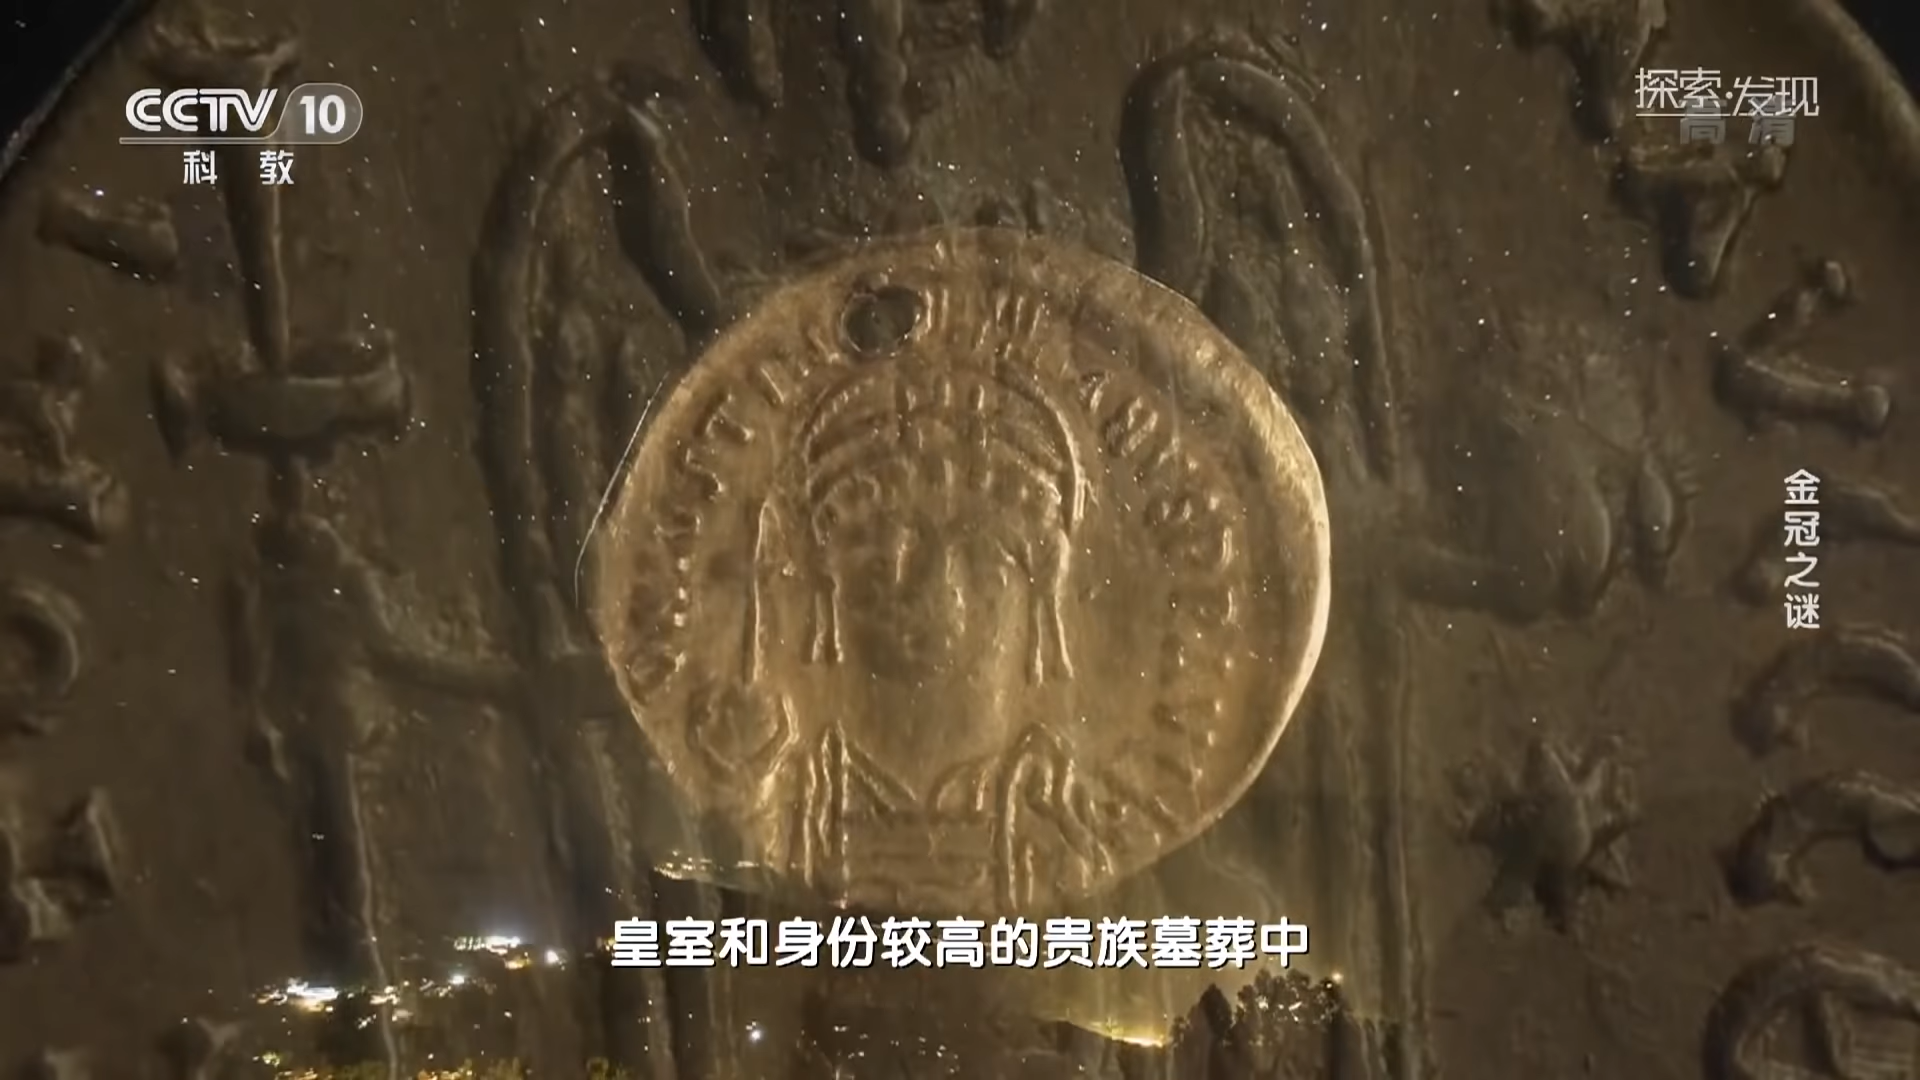 CCTV 10
科 教
探索·发现
高 清
金冠之谜
皇室和身份较高的贵族墓葬中